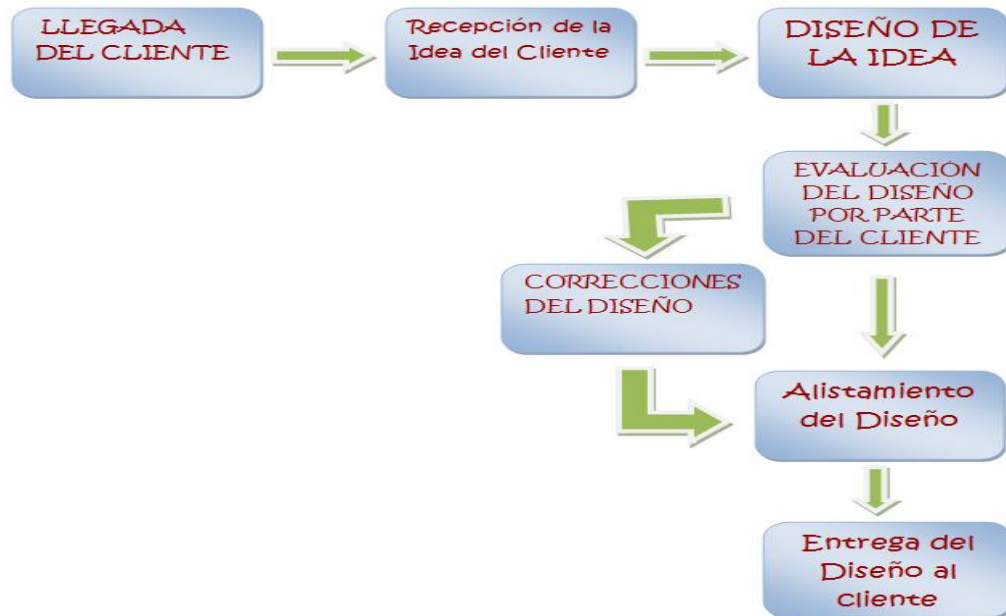 LLEGADA
DEL CLIENTE
Recepción de la
Idea del Cliente
DISEÑO DE
LA IDEA
EVALUACIÓN
DEL DISEÑO
POR PARTE
DEL CLIENTE
CORRECCIONES
DEL DISEÑO
Alistamiento
del Diseño
Entrega del
Diseño al
cliente